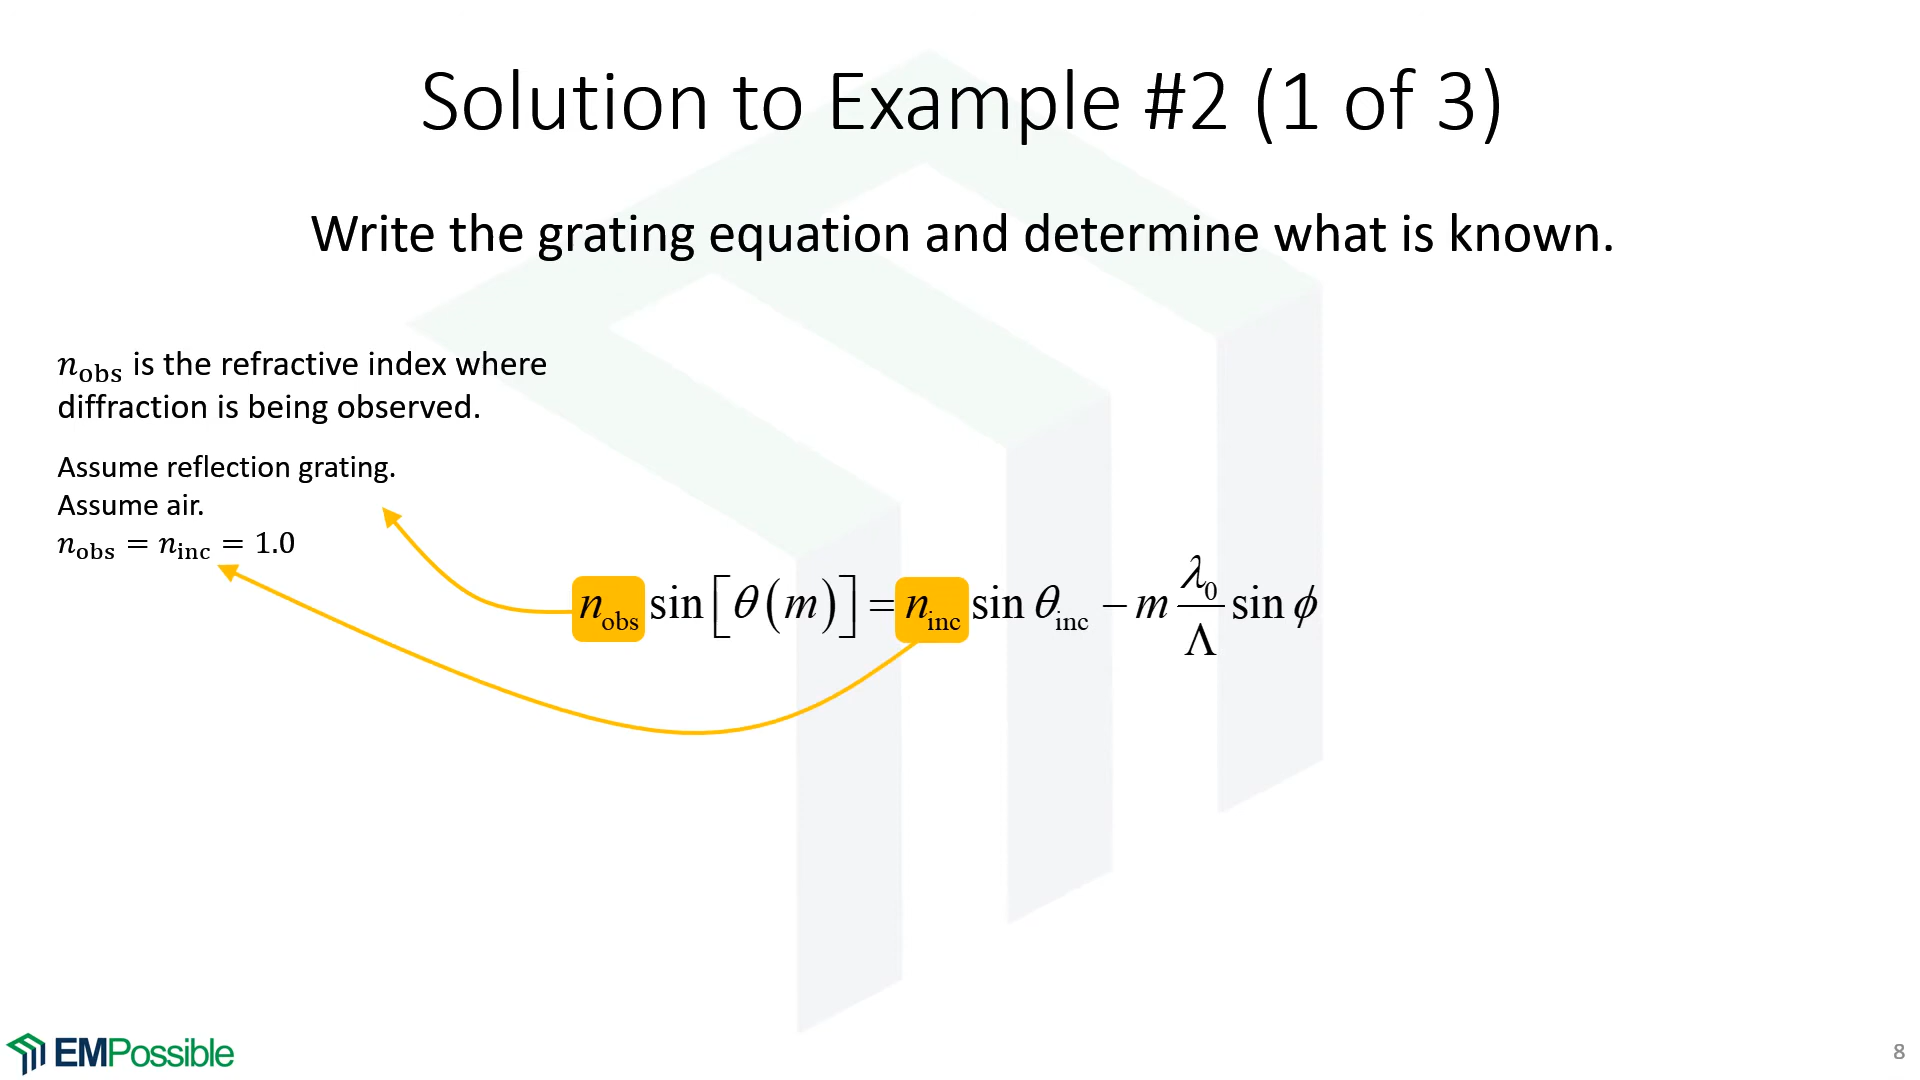 Solution to Example #2 (1 of 3)
Write the grating equation and determine what is known.
n_obs is the refractive index where
diffraction is being observed.
Assume reflection grating.
Assume air.
n_obs = n_inc = 1.0
n_obs sin[θ(m)] = n_inc sin θ_inc − m λ_0/Λ sin ϕ
EMPossible
8